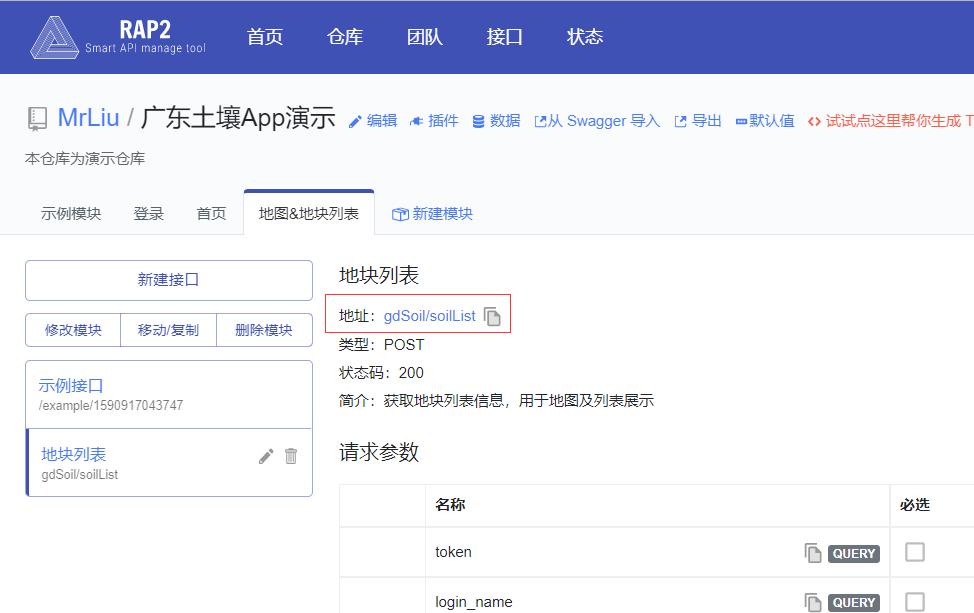 RAP2
Smart API manage tool
首页 仓库 团队 接口 状态
MrLiu / 广东土壤App演示 编辑 插件 数据 从 Swagger 导入 导出 默认值 <> 试试点这里帮你生成 T
本仓库为演示仓库
示例模块 登录 首页 地图&地块列表 新建模块
新建接口
修改模块 移动/复制 删除模块
示例接口
/example/1590917043747
地块列表
gdSoil/soilList
地块列表
地址：gdSoil/soilList
类型：POST
状态码：200
简介：获取地块列表信息，用于地图及列表展示
请求参数
名称 必选
token QUERY
login_name QUERY